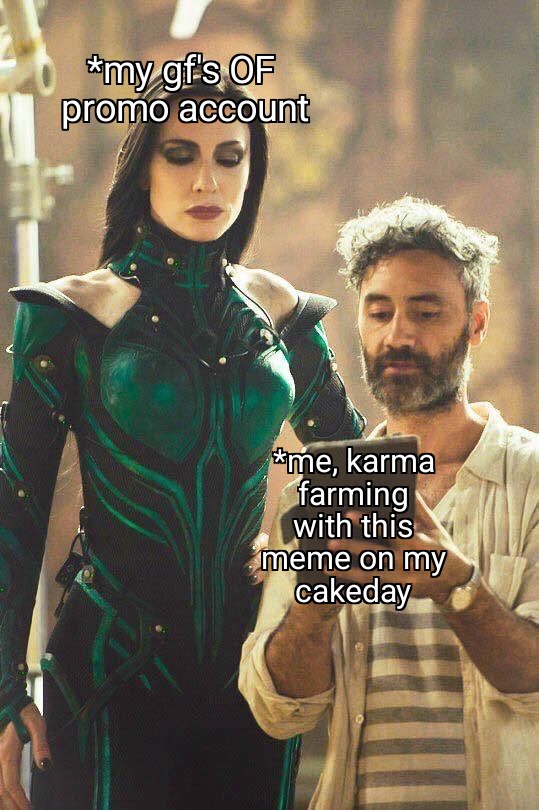 *my gf's OF
promo account
*me, karma
farming
with this
meme on my
cakeday